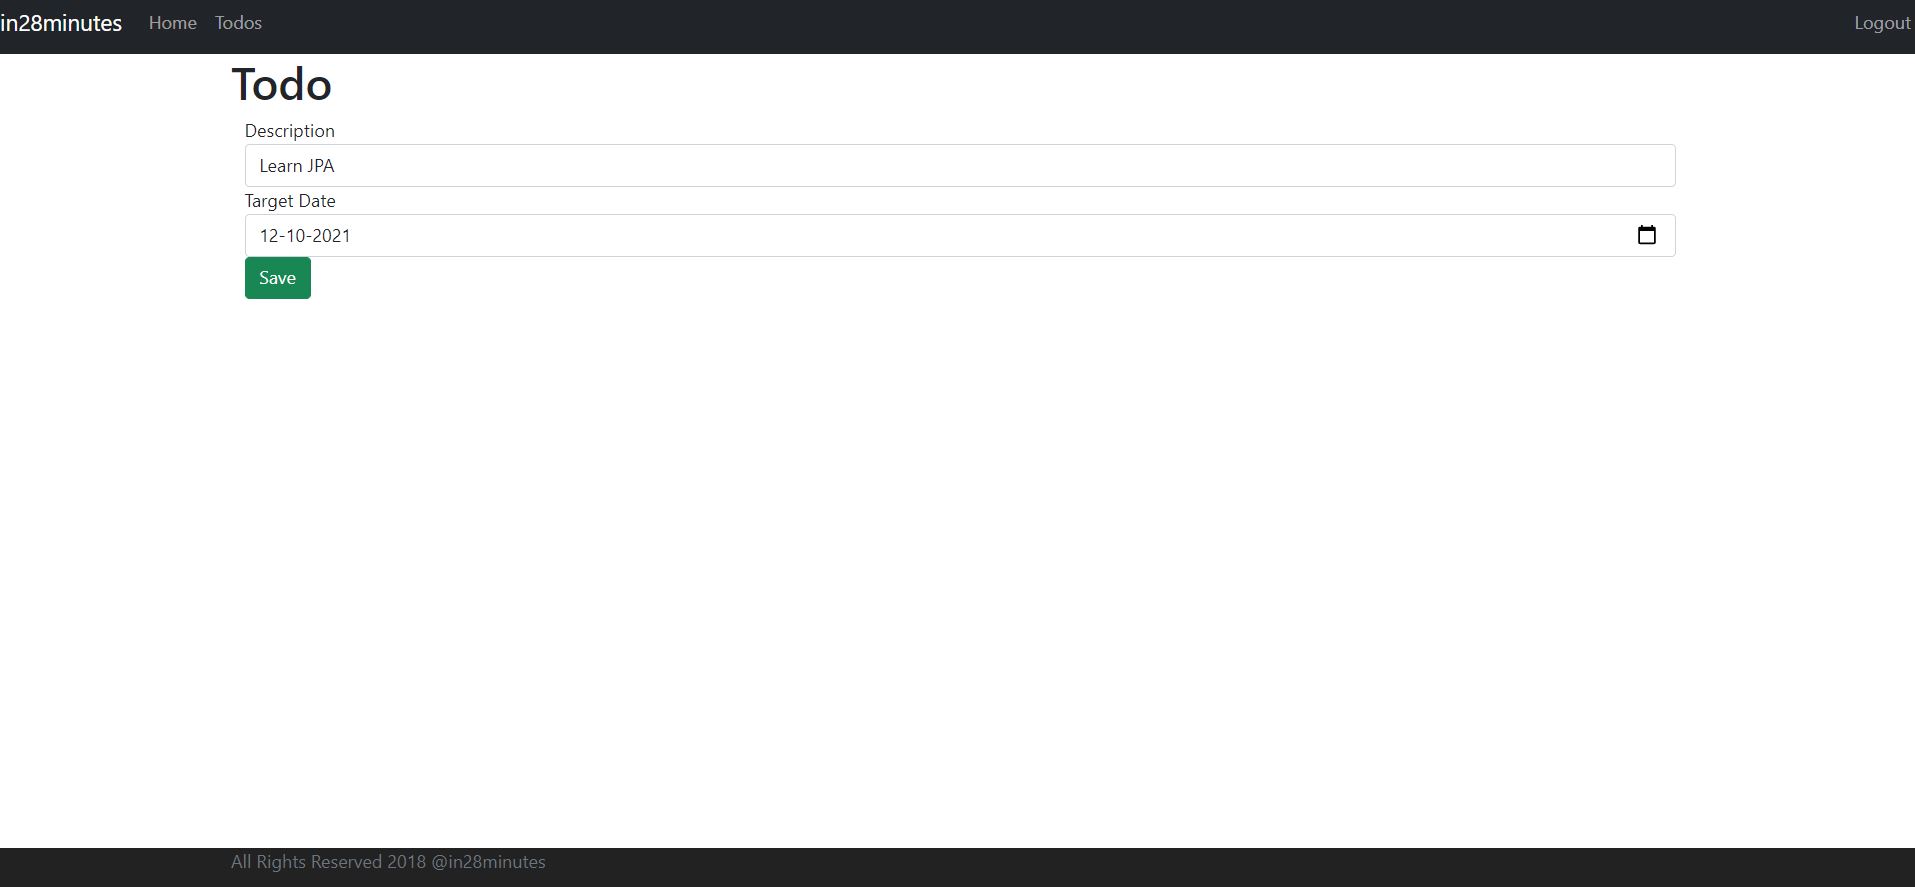 in28minutes Home Todos Logout
Todo
Description
Learn JPA
Target Date
12-10-2021
Save
All Rights Reserved 2018 @in28minutes